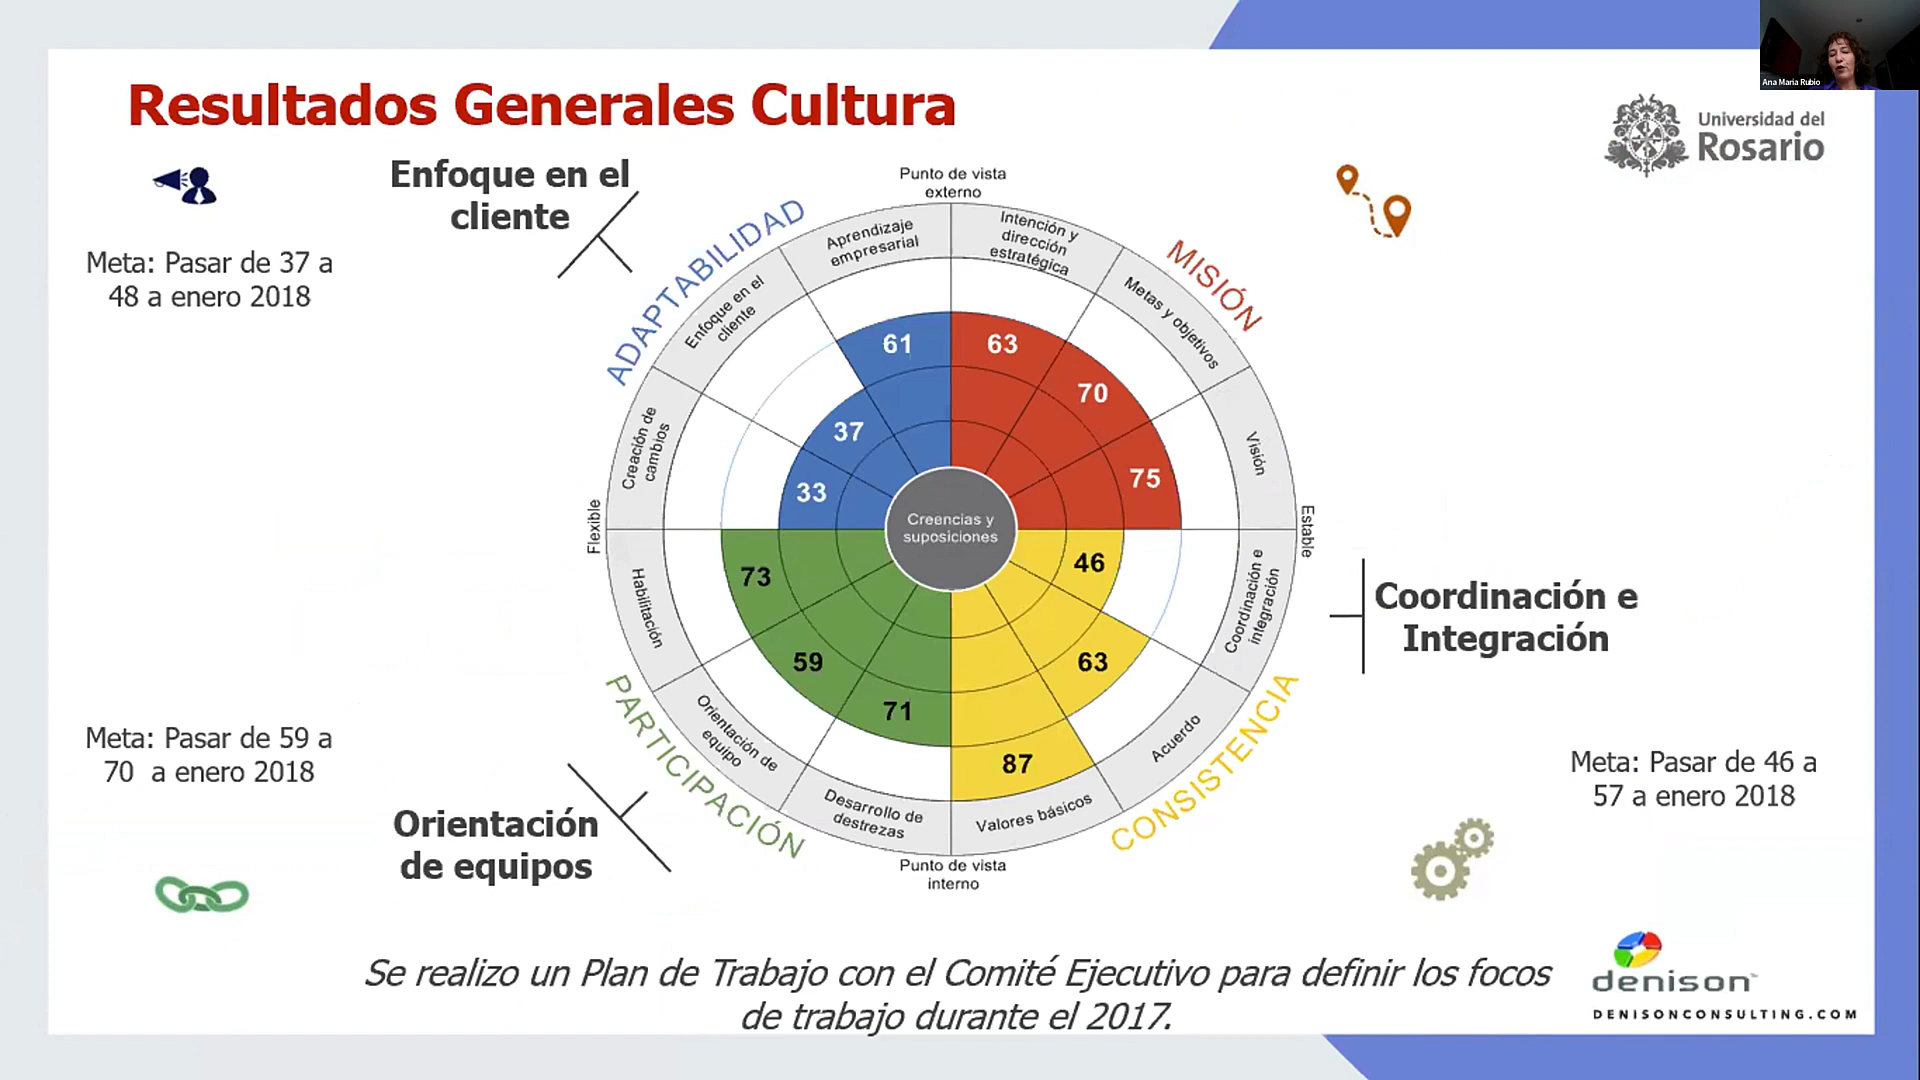 Ana María Rubio
Resultados Generales Cultura
Universidad del
Rosario
Enfoque en el
cliente
Meta: Pasar de 37 a
48 a enero 2018
Punto de vista
externo
ADAPTABILIDAD
MISIÓN
Aprendizaje
empresarial
Intención y
dirección
estratégica
Enfoque en el
cliente
Metas y objetivos
Creación de
cambios
Visión
61
63
70
37
33
75
Flexible
Estable
Creencias y
suposiciones
73
46
59
63
71
87
Habilitación
Coordinación e
integración
Orientación de
equipo
Acuerdo
Desarrollo de
destrezas
Valores básicos
PARTICIPACIÓN
CONSISTENCIA
Punto de vista
interno
Coordinación e
Integración
Meta: Pasar de 59 a
70 a enero 2018
Meta: Pasar de 46 a
57 a enero 2018
Orientación
de equipos
Se realizo un Plan de Trabajo con el Comité Ejecutivo para definir los focos
de trabajo durante el 2017.
denison™
DENISONCONSULTING.COM